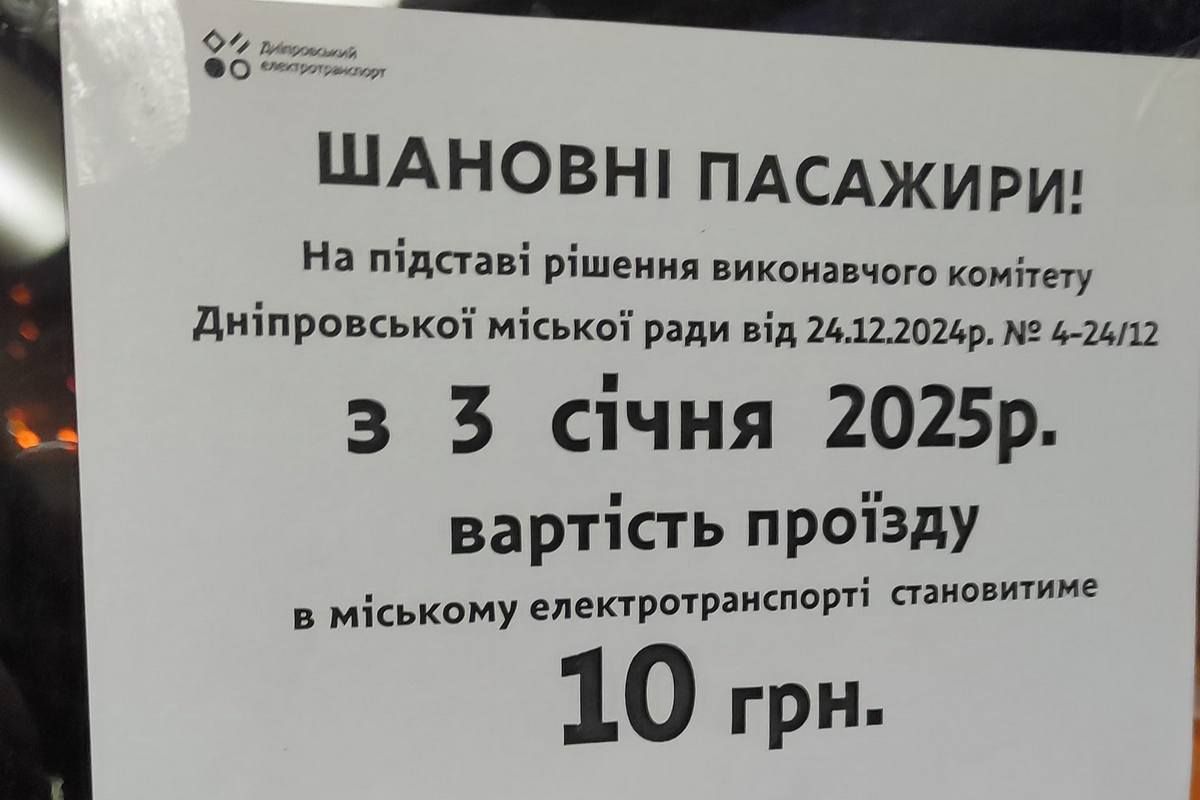 Дніпровський
електротранспорт
ШАНОВНІ ПАСАЖИРИ!
На підставі рішення виконавчого комітету
Дніпровської міської ради від 24.12.2024р. № 4-24/12
з 3 січня 2025р.
вартість проїзду
в міському електротранспорті становитиме
10 грн.